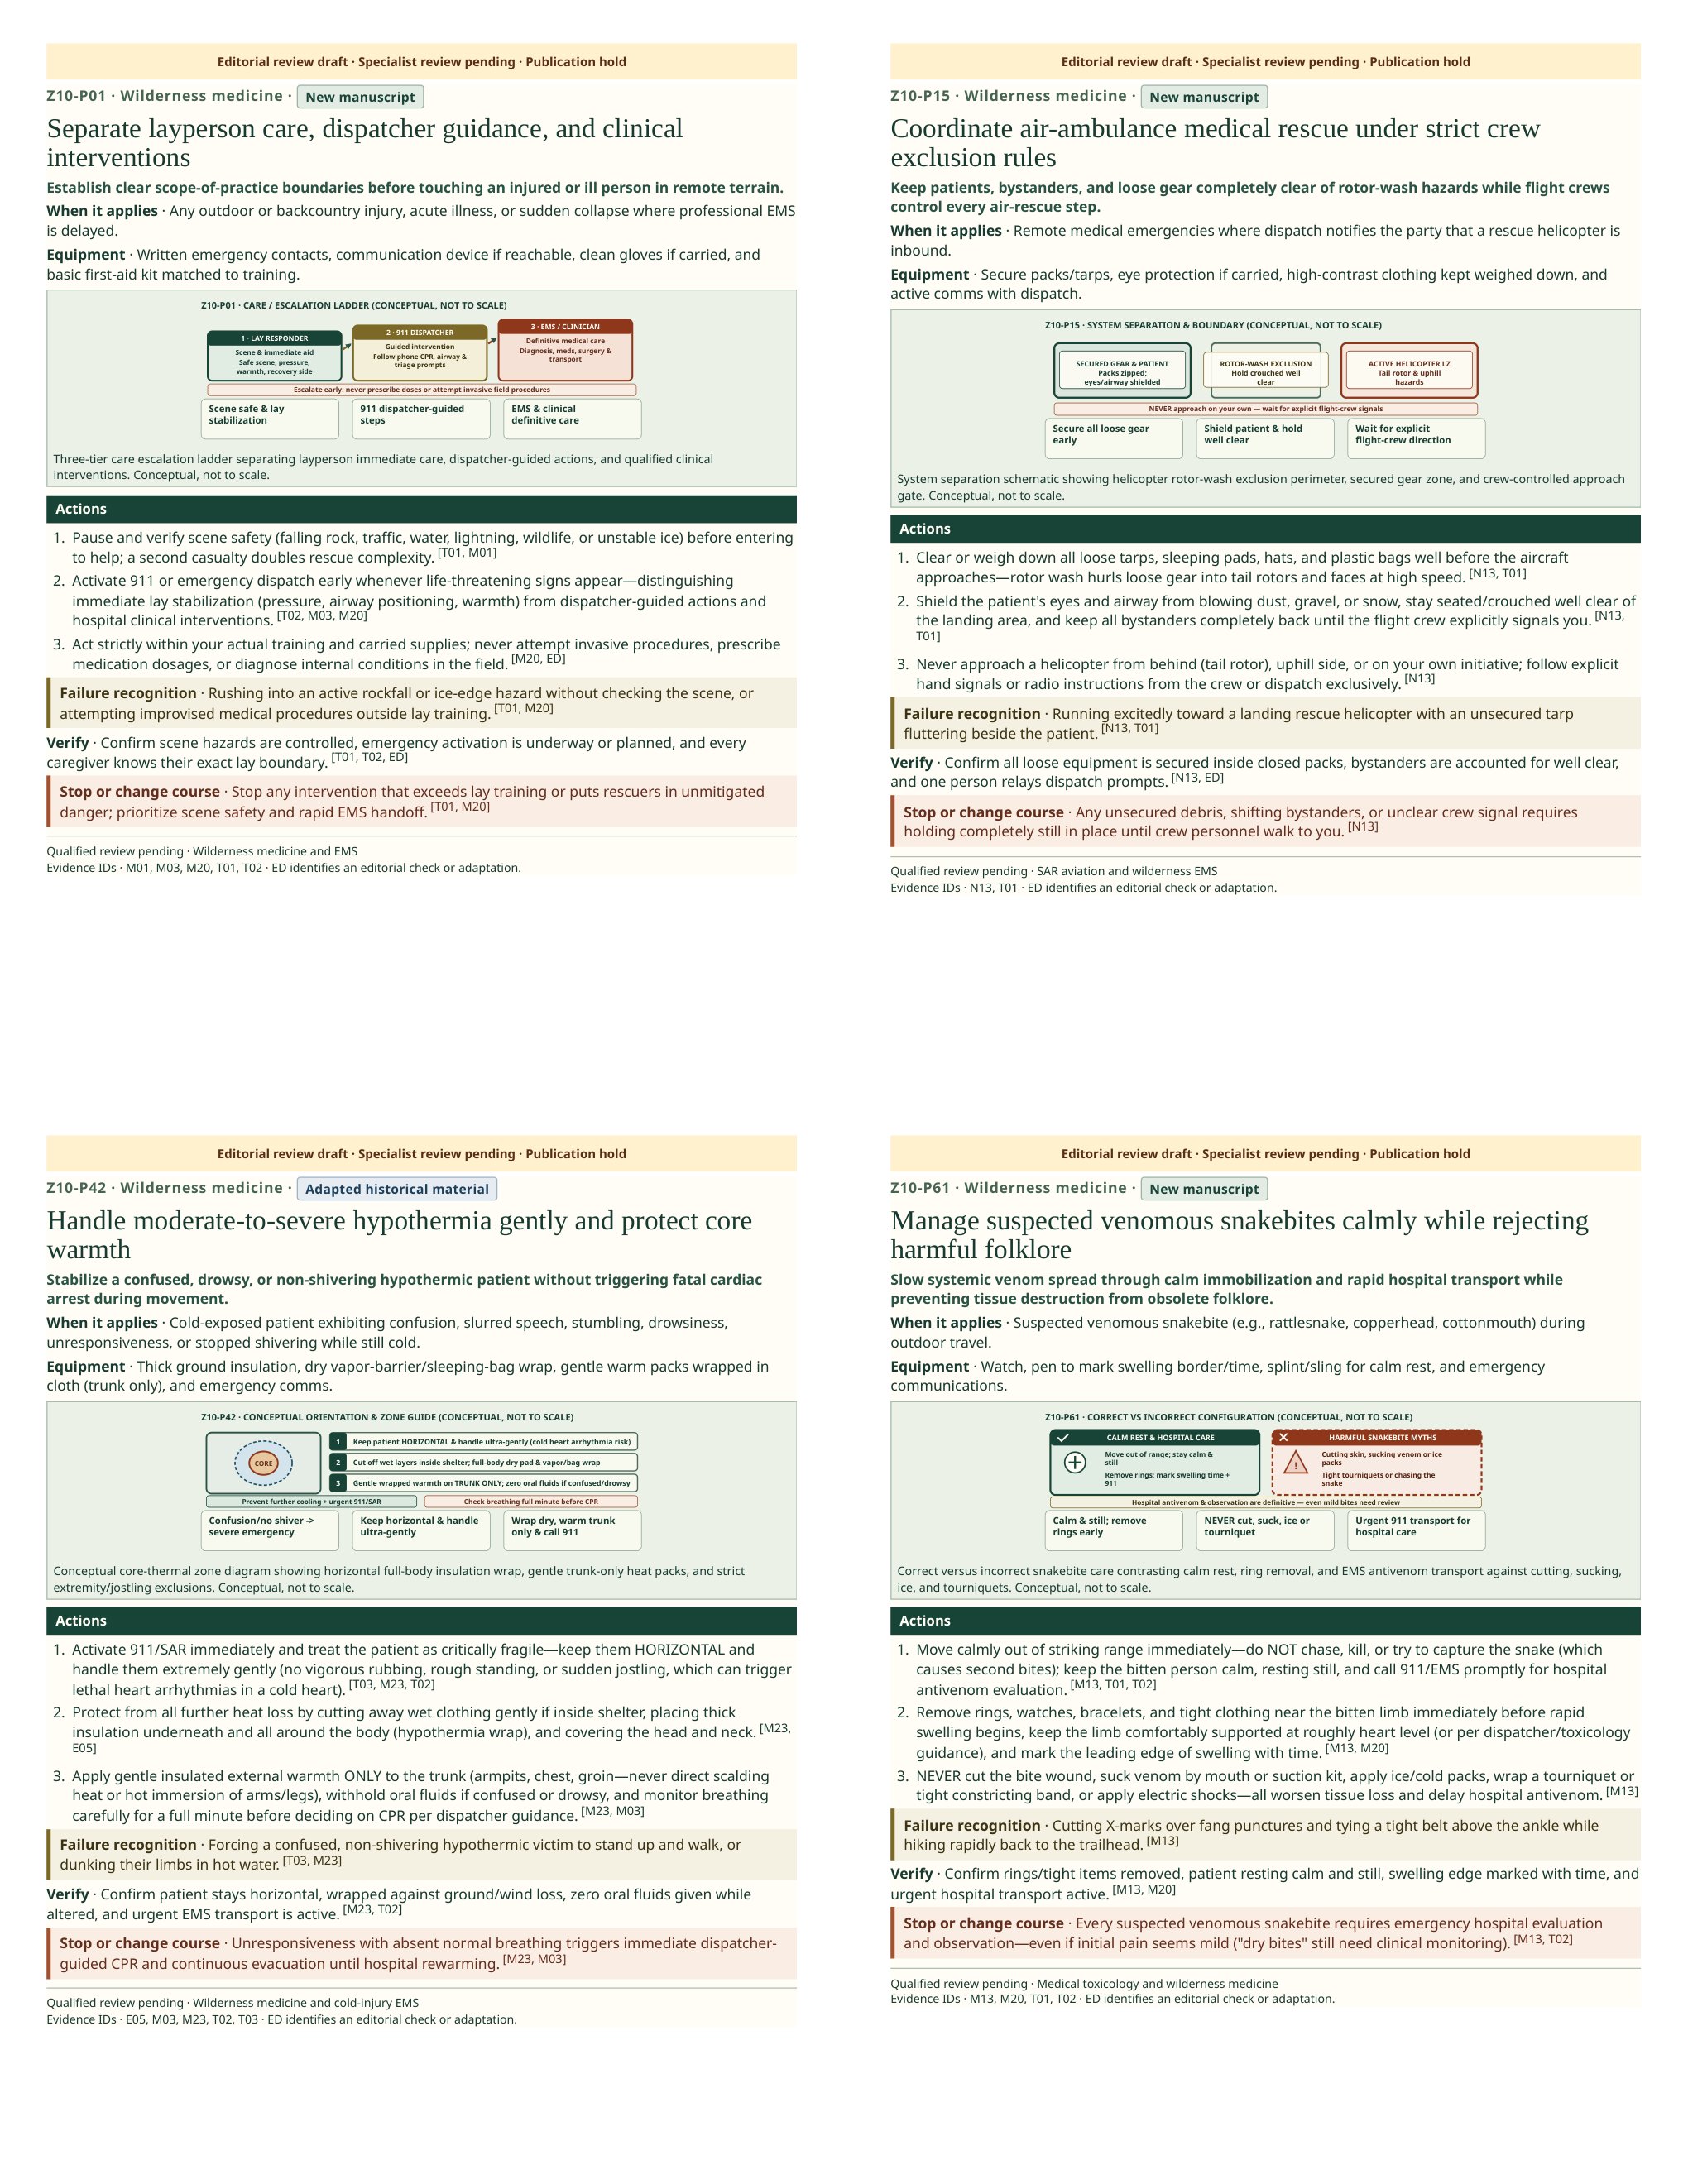 Editorial review draft · Specialist review pending · Publication hold
Z10-P01 · Wilderness medicine · New manuscript
Separate layperson care, dispatcher guidance, and clinical
interventions
Establish clear scope-of-practice boundaries before touching an injured or ill person in remote terrain.
When it applies · Any outdoor or backcountry injury, acute illness, or sudden collapse where professional EMS
is delayed.
Equipment · Written emergency contacts, communication device if reachable, clean gloves if carried, and
basic first-aid kit matched to training.
Z10-P01 · CARE / ESCALATION LADDER (CONCEPTUAL, NOT TO SCALE)
1 · LAY RESPONDER
Scene & immediate aid
Safe scene, pressure,
warmth, recovery side
2 · 911 DISPATCHER
Guided intervention
Follow phone CPR, airway &
triage prompts
3 · EMS / CLINICIAN
Definitive medical care
Diagnosis, meds, surgery &
transport
Escalate early: never prescribe doses or attempt invasive field procedures
Scene safe & lay
stabilization
911 dispatcher-guided
steps
EMS & clinical
definitive care
Three-tier care escalation ladder separating layperson immediate care, dispatcher-guided actions, and qualified clinical
interventions. Conceptual, not to scale.
Actions
1. Pause and verify scene safety (falling rock, traffic, water, lightning, wildlife, or unstable ice) before entering
to help; a second casualty doubles rescue complexity. [T01, M01]
2. Activate 911 or emergency dispatch early whenever life-threatening signs appear—distinguishing
immediate lay stabilization (pressure, airway positioning, warmth) from dispatcher-guided actions and
hospital clinical interventions. [T02, M03, M20]
3. Act strictly within your actual training and carried supplies; never attempt invasive procedures, prescribe
medication dosages, or diagnose internal conditions in the field. [M20, ED]
Failure recognition · Rushing into an active rockfall or ice-edge hazard without checking the scene, or
attempting improvised medical procedures outside lay training. [T01, M20]
Verify · Confirm scene hazards are controlled, emergency activation is underway or planned, and every
caregiver knows their exact lay boundary. [T01, T02, ED]
Stop or change course · Stop any intervention that exceeds lay training or puts rescuers in unmitigated
danger; prioritize scene safety and rapid EMS handoff. [T01, M20]
Qualified review pending · Wilderness medicine and EMS
Evidence IDs · M01, M03, M20, T01, T02 · ED identifies an editorial check or adaptation.
Editorial review draft · Specialist review pending · Publication hold
Z10-P15 · Wilderness medicine · New manuscript
Coordinate air-ambulance medical rescue under strict crew
exclusion rules
Keep patients, bystanders, and loose gear completely clear of rotor-wash hazards while flight crews
control every air-rescue step.
When it applies · Remote medical emergencies where dispatch notifies the party that a rescue helicopter is
inbound.
Equipment · Secure packs/tarps, eye protection if carried, high-contrast clothing kept weighed down, and
active comms with dispatch.
Z10-P15 · SYSTEM SEPARATION & BOUNDARY (CONCEPTUAL, NOT TO SCALE)
SECURED GEAR & PATIENT
Packs zipped;
eyes/airway shielded
ROTOR-WASH EXCLUSION
Hold crouched well
clear
ACTIVE HELICOPTER LZ
Tail rotor & uphill
hazards
NEVER approach on your own — wait for explicit flight-crew signals
Secure all loose gear
early
Shield patient & hold
well clear
Wait for explicit
flight-crew direction
System separation schematic showing helicopter rotor-wash exclusion perimeter, secured gear zone, and crew-controlled approach
gate. Conceptual, not to scale.
Actions
1. Clear or weigh down all loose tarps, sleeping pads, hats, and plastic bags well before the aircraft
approaches—rotor wash hurls loose gear into tail rotors and faces at high speed. [N13, T01]
2. Shield the patient's eyes and airway from blowing dust, gravel, or snow, stay seated/crouched well clear of
the landing area, and keep all bystanders completely back until the flight crew explicitly signals you. [N13,
T01]
3. Never approach a helicopter from behind (tail rotor), uphill side, or on your own initiative; follow explicit
hand signals or radio instructions from the crew or dispatch exclusively. [N13]
Failure recognition · Running excitedly toward a landing rescue helicopter with an unsecured tarp
fluttering beside the patient. [N13, T01]
Verify · Confirm all loose equipment is secured inside closed packs, bystanders are accounted for well clear,
and one person relays dispatch prompts. [N13, ED]
Stop or change course · Any unsecured debris, shifting bystanders, or unclear crew signal requires
holding completely still in place until crew personnel walk to you. [N13]
Qualified review pending · SAR aviation and wilderness EMS
Evidence IDs · N13, T01 · ED identifies an editorial check or adaptation.
Editorial review draft · Specialist review pending · Publication hold
Z10-P42 · Wilderness medicine · Adapted historical material
Handle moderate-to-severe hypothermia gently and protect core
warmth
Stabilize a confused, drowsy, or non-shivering hypothermic patient without triggering fatal cardiac
arrest during movement.
When it applies · Cold-exposed patient exhibiting confusion, slurred speech, stumbling, drowsiness,
unresponsiveness, or stopped shivering while still cold.
Equipment · Thick ground insulation, dry vapor-barrier/sleeping-bag wrap, gentle warm packs wrapped in
cloth (trunk only), and emergency comms.
Z10-P42 · CONCEPTUAL ORIENTATION & ZONE GUIDE (CONCEPTUAL, NOT TO SCALE)
CORE
1 Keep patient HORIZONTAL & handle ultra-gently (cold heart arrhythmia risk)
2 Cut off wet layers inside shelter; full-body dry pad & vapor/bag wrap
3 Gentle wrapped warmth on TRUNK ONLY; zero oral fluids if confused/drowsy
Prevent further cooling + urgent 911/SAR
Check breathing full minute before CPR
Confusion/no shiver ->
severe emergency
Keep horizontal & handle
ultra-gently
Wrap dry, warm trunk
only & call 911
Conceptual core-thermal zone diagram showing horizontal full-body insulation wrap, gentle trunk-only heat packs, and strict
extremity/jostling exclusions. Conceptual, not to scale.
Actions
1. Activate 911/SAR immediately and treat the patient as critically fragile—keep them HORIZONTAL and
handle them extremely gently (no vigorous rubbing, rough standing, or sudden jostling, which can trigger
lethal heart arrhythmias in a cold heart). [T03, M23, T02]
2. Protect from all further heat loss by cutting away wet clothing gently if inside shelter, placing thick
insulation underneath and all around the body (hypothermia wrap), and covering the head and neck. [M23,
E05]
3. Apply gentle insulated external warmth ONLY to the trunk (armpits, chest, groin—never direct scalding
heat or hot immersion of arms/legs), withhold oral fluids if confused or drowsy, and monitor breathing
carefully for a full minute before deciding on CPR per dispatcher guidance. [M23, M03]
Failure recognition · Forcing a confused, non-shivering hypothermic victim to stand up and walk, or
dunking their limbs in hot water. [T03, M23]
Verify · Confirm patient stays horizontal, wrapped against ground/wind loss, zero oral fluids given while
altered, and urgent EMS transport is active. [M23, T02]
Stop or change course · Unresponsiveness with absent normal breathing triggers immediate dispatcher-
guided CPR and continuous evacuation until hospital rewarming. [M23, M03]
Qualified review pending · Wilderness medicine and cold-injury EMS
Evidence IDs · E05, M03, M23, T02, T03 · ED identifies an editorial check or adaptation.
Editorial review draft · Specialist review pending · Publication hold
Z10-P61 · Wilderness medicine · New manuscript
Manage suspected venomous snakebites calmly while rejecting
harmful folklore
Slow systemic venom spread through calm immobilization and rapid hospital transport while
preventing tissue destruction from obsolete folklore.
When it applies · Suspected venomous snakebite (e.g., rattlesnake, copperhead, cottonmouth) during
outdoor travel.
Equipment · Watch, pen to mark swelling border/time, splint/sling for calm rest, and emergency
communications.
Z10-P61 · CORRECT VS INCORRECT CONFIGURATION (CONCEPTUAL, NOT TO SCALE)
CALM REST & HOSPITAL CARE
Move out of range; stay calm &
still
Remove rings; mark swelling time +
911
HARMFUL SNAKEBITE MYTHS
!
Cutting skin, sucking venom or ice
packs
Tight tourniquets or chasing the
snake
Hospital antivenom & observation are definitive — even mild bites need review
Calm & still; remove
rings early
NEVER cut, suck, ice or
tourniquet
Urgent 911 transport for
hospital care
Correct versus incorrect snakebite care contrasting calm rest, ring removal, and EMS antivenom transport against cutting, sucking,
ice, and tourniquets. Conceptual, not to scale.
Actions
1. Move calmly out of striking range immediately—do NOT chase, kill, or try to capture the snake (which
causes second bites); keep the bitten person calm, resting still, and call 911/EMS promptly for hospital
antivenom evaluation. [M13, T01, T02]
2. Remove rings, watches, bracelets, and tight clothing near the bitten limb immediately before rapid
swelling begins, keep the limb comfortably supported at roughly heart level (or per dispatcher/toxicology
guidance), and mark the leading edge of swelling with time. [M13, M20]
3. NEVER cut the bite wound, suck venom by mouth or suction kit, apply ice/cold packs, wrap a tourniquet or
tight constricting band, or apply electric shocks—all worsen tissue loss and delay hospital antivenom. [M13]
Failure recognition · Cutting X-marks over fang punctures and tying a tight belt above the ankle while
hiking rapidly back to the trailhead. [M13]
Verify · Confirm rings/tight items removed, patient resting calm and still, swelling edge marked with time, and
urgent hospital transport active. [M13, M20]
Stop or change course · Every suspected venomous snakebite requires emergency hospital evaluation
and observation—even if initial pain seems mild ("dry bites" still need clinical monitoring). [M13, T02]
Qualified review pending · Medical toxicology and wilderness medicine
Evidence IDs · M13, M20, T01, T02 · ED identifies an editorial check or adaptation.